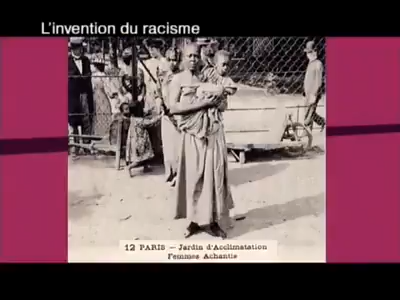 L'invention du racisme
12 PARIS — Jardin d'Acclimatation
Femmes Achantis